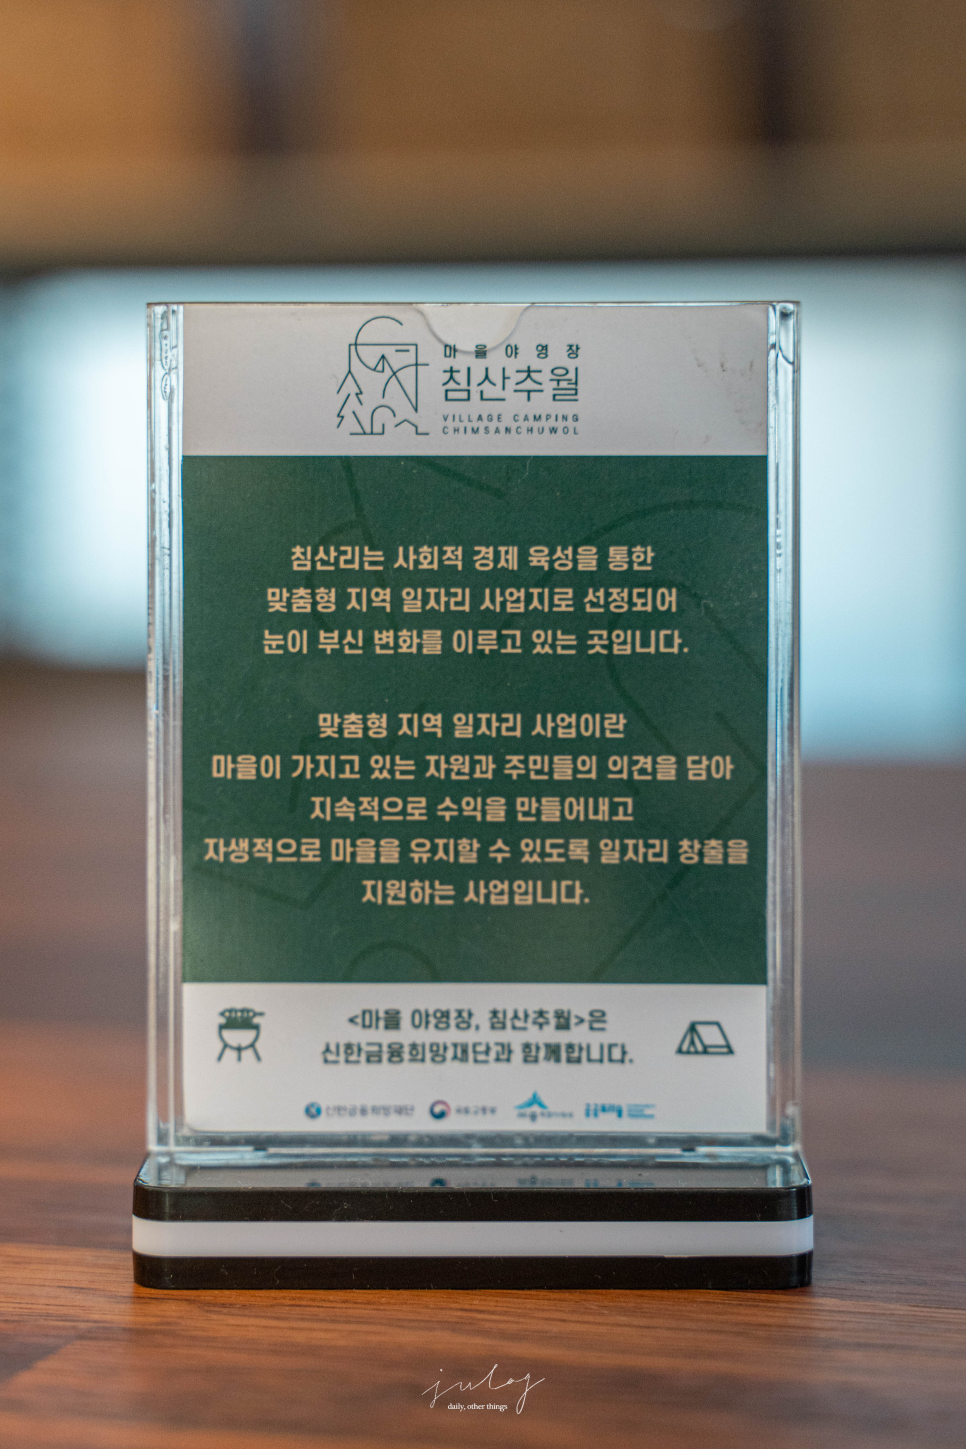 마을야영장
침산추월
VILLAGE CAMPING
CHIMSANCHUWOL
침산리는 사회적 경제 육성을 통한
맞춤형 지역 일자리 사업지로 선정되어
눈이 부신 변화를 이루고 있는 곳입니다.
맞춤형 지역 일자리 사업이란
마을이 가지고 있는 자원과 주민들의 의견을 담아
지속적으로 수익을 만들어내고
자생적으로 마을을 유지할 수 있도록 일자리 창출을
지원하는 사업입니다.
<마을 야영장, 침산추월>은
신한금융희망재단과 함께합니다.
신한금융희망재단 국토교통부
julog
daily, other things